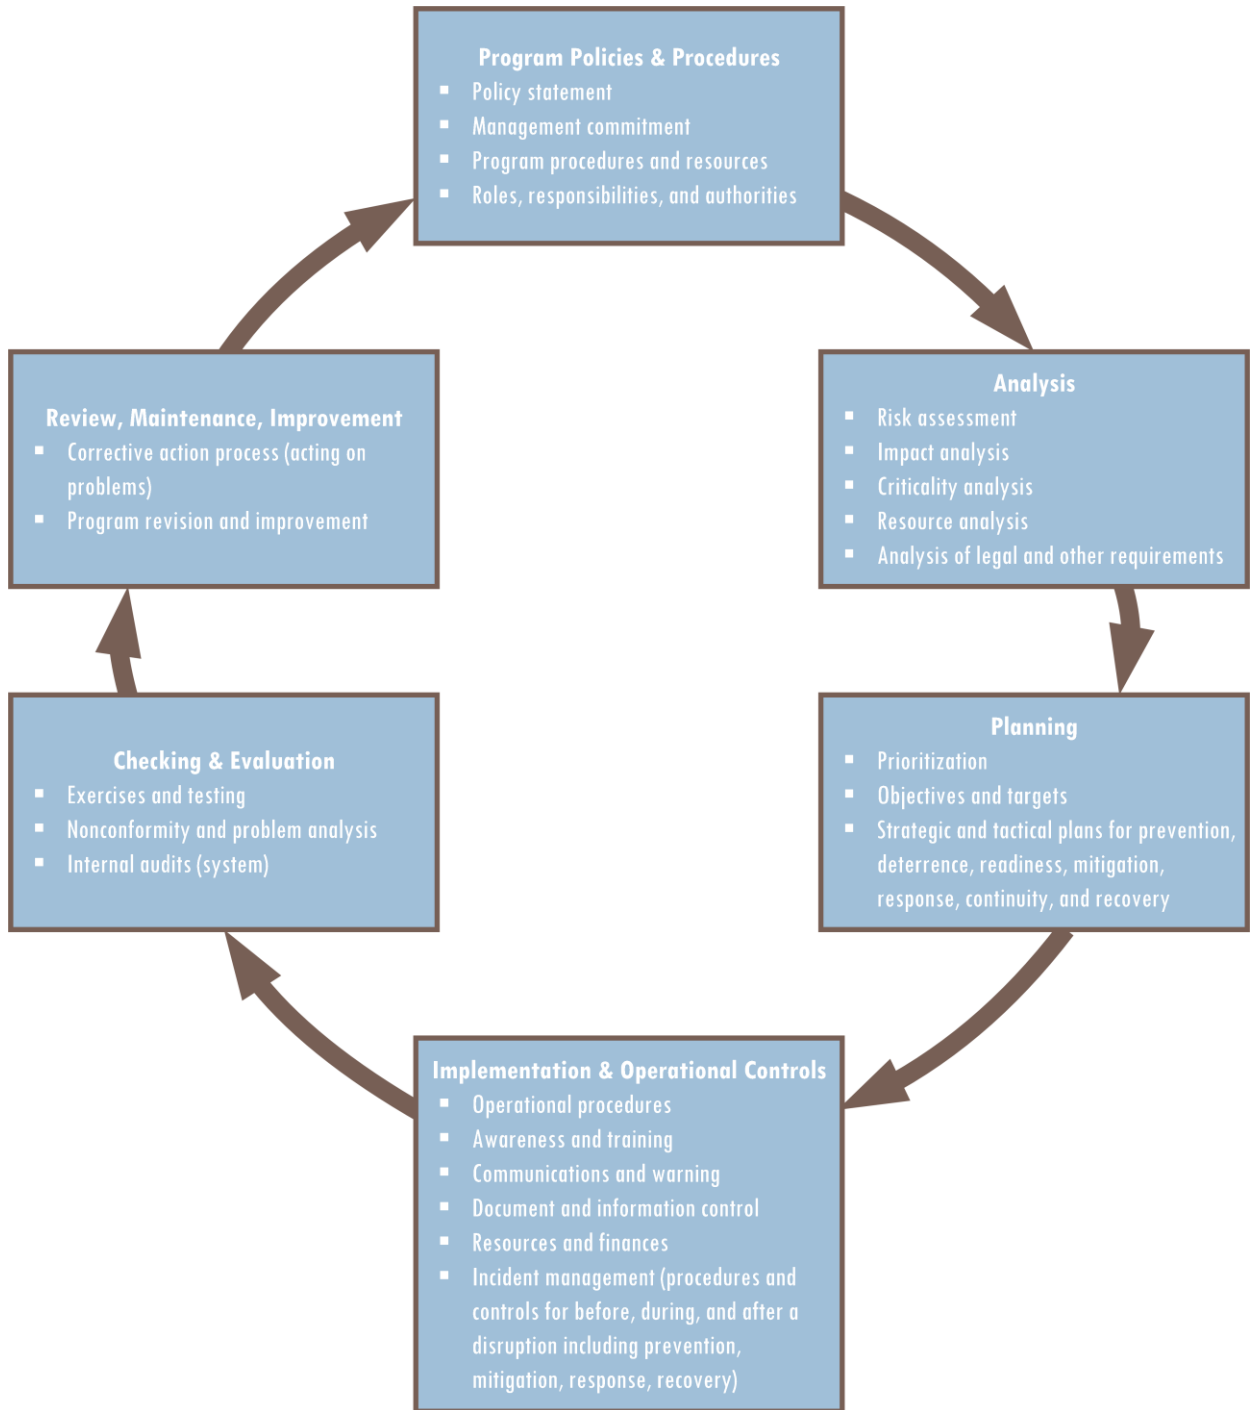 Program Policies & Procedures
▪ Policy statement
▪ Management commitment
▪ Program procedures and resources
▪ Roles, responsibilities, and authorities
Analysis
▪ Risk assessment
▪ Impact analysis
▪ Criticality analysis
▪ Resource analysis
▪ Analysis of legal and other requirements
Planning
▪ Prioritization
▪ Objectives and targets
▪ Strategic and tactical plans for prevention,
deterrence, readiness, mitigation,
response, continuity, and recovery
Implementation & Operational Controls
▪ Operational procedures
▪ Awareness and training
▪ Communications and warning
▪ Document and information control
▪ Resources and finances
▪ Incident management (procedures and
controls for before, during, and after a
disruption including prevention,
mitigation, response, recovery)
Checking & Evaluation
▪ Exercises and testing
▪ Nonconformity and problem analysis
▪ Internal audits (system)
Review, Maintenance, Improvement
▪ Corrective action process (acting on
problems)
▪ Program revision and improvement